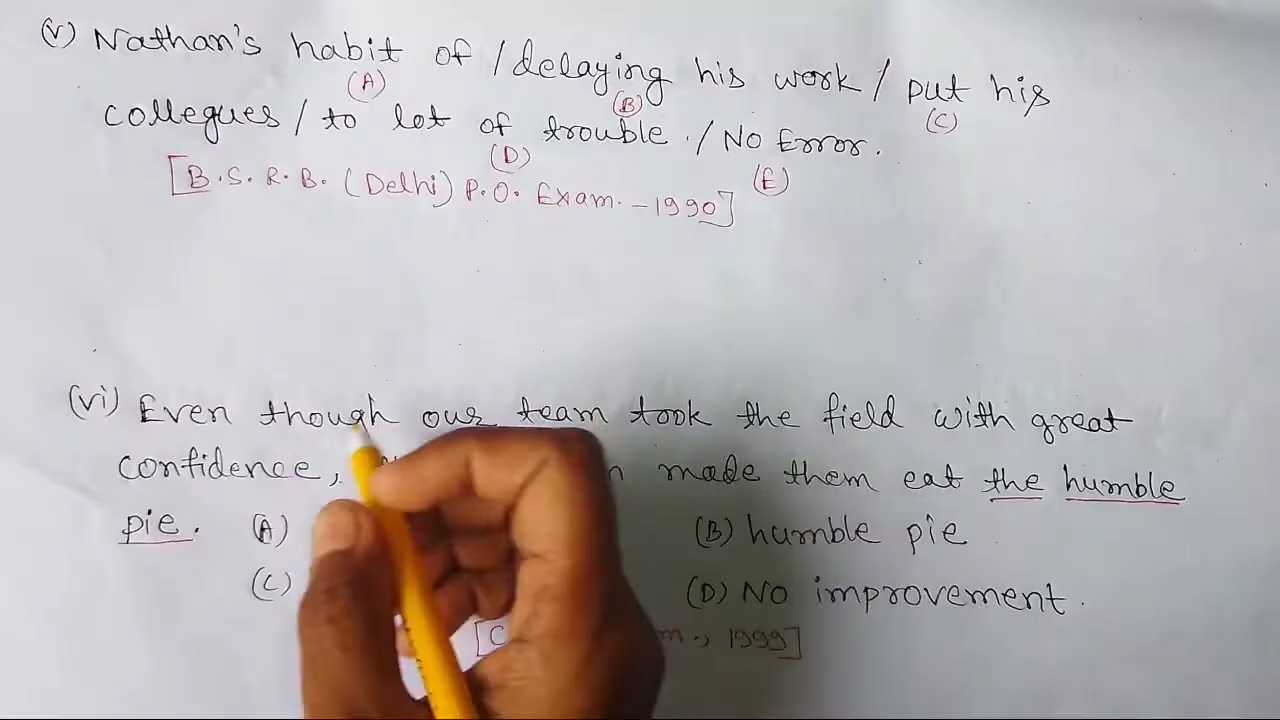 (v) Nathan's habit of / delaying his work / put his
(A) (B) (C)
collegues / to lot of trouble. / No Error.
(D) (E)
[B.S.R.B. (Delhi) P.O. Exam. - 1990]
(vi) Even though our team took the field with great
confidence, made them eat the humble
pie. (A) (B) humble pie
(C) (D) No improvement.
[C 1999]